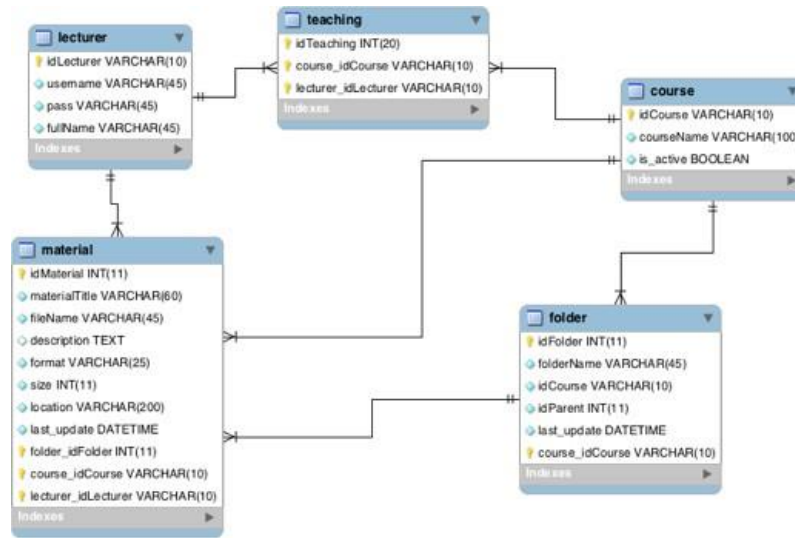 lecturer
idLecturer VARCHAR(10)
username VARCHAR(45)
pass VARCHAR(45)
fullName VARCHAR(45)
Indexes
teaching
idTeaching INT(20)
course_idCourse VARCHAR(10)
lecturer_idLecturer VARCHAR(10)
Indexes
course
idCourse VARCHAR(10)
courseName VARCHAR(100
is_active BOOLEAN
Indexes
material
idMaterial INT(11)
materialTitle VARCHAR(60)
fileName VARCHAR(45)
description TEXT
format VARCHAR(25)
size INT(11)
location VARCHAR(200)
last_update DATETIME
folder_idFolder INT(11)
course_idCourse VARCHAR(10)
lecturer_idLecturer VARCHAR(10)
Indexes
folder
idFolder INT(11)
folderName VARCHAR(45)
idCourse VARCHAR(10)
idParent INT(11)
last_update DATETIME
course_idCourse VARCHAR(10)
Indexes